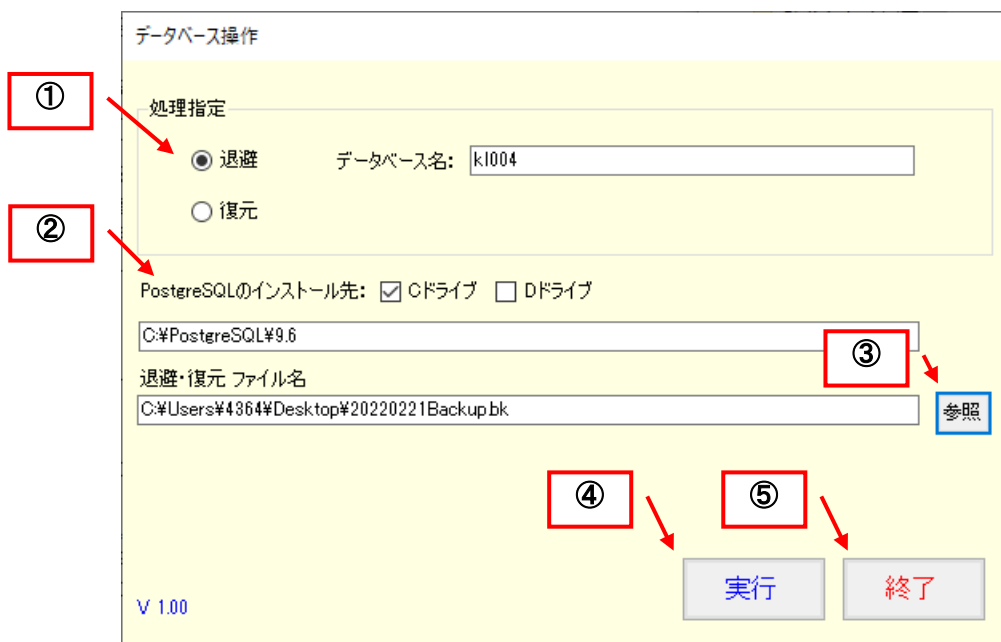 データベース操作
①
処理指定
退避 データベース名: kl004
復元
②
PostgreSQLのインストール先: Cドライブ Dドライブ
C:¥PostgreSQL¥9.6
③
退避・復元 ファイル名
C:¥Users¥4364¥Desktop¥20220221Backup.bk 参照
④ ⑤
実行 終了
V 1.00